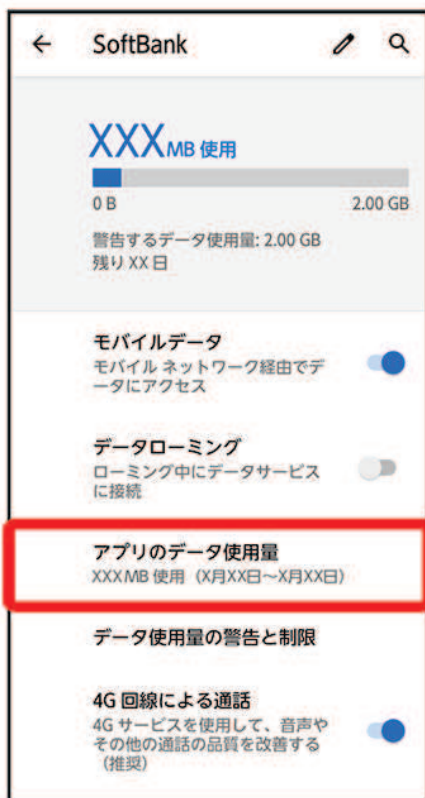 SoftBank
XXX MB 使用
0 B 2.00 GB
警告するデータ使用量: 2.00 GB
残り XX 日
モバイルデータ
モバイル ネットワーク経由でデ
ータにアクセス
データローミング
ローミング中にデータサービス
に接続
アプリのデータ使用量
XXX MB 使用（X月XX日～X月XX日）
データ使用量の警告と制限
4G 回線による通話
4G サービスを使用して、音声や
その他の通話の品質を改善する
（推奨）